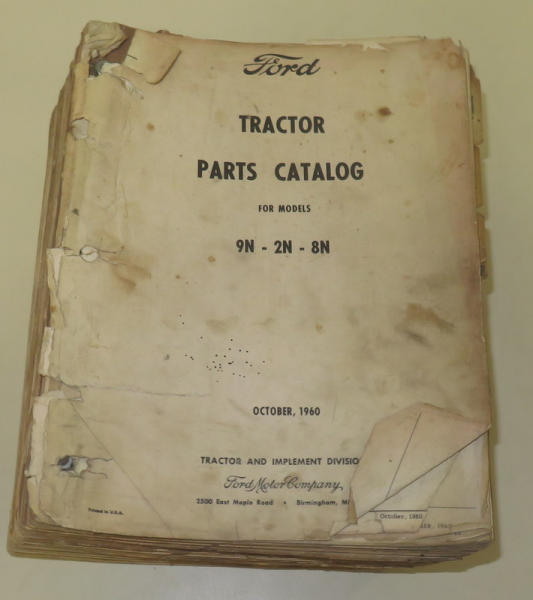 Ford
TRACTOR
PARTS CATALOG
FOR MODELS
9N - 2N - 8N
OCTOBER, 1960
TRACTOR AND IMPLEMENT DIVISIO
Ford Motor Company,
2500 East Maple Road • Birmingham, Mi
Printed in U.S.A.
October, 1960